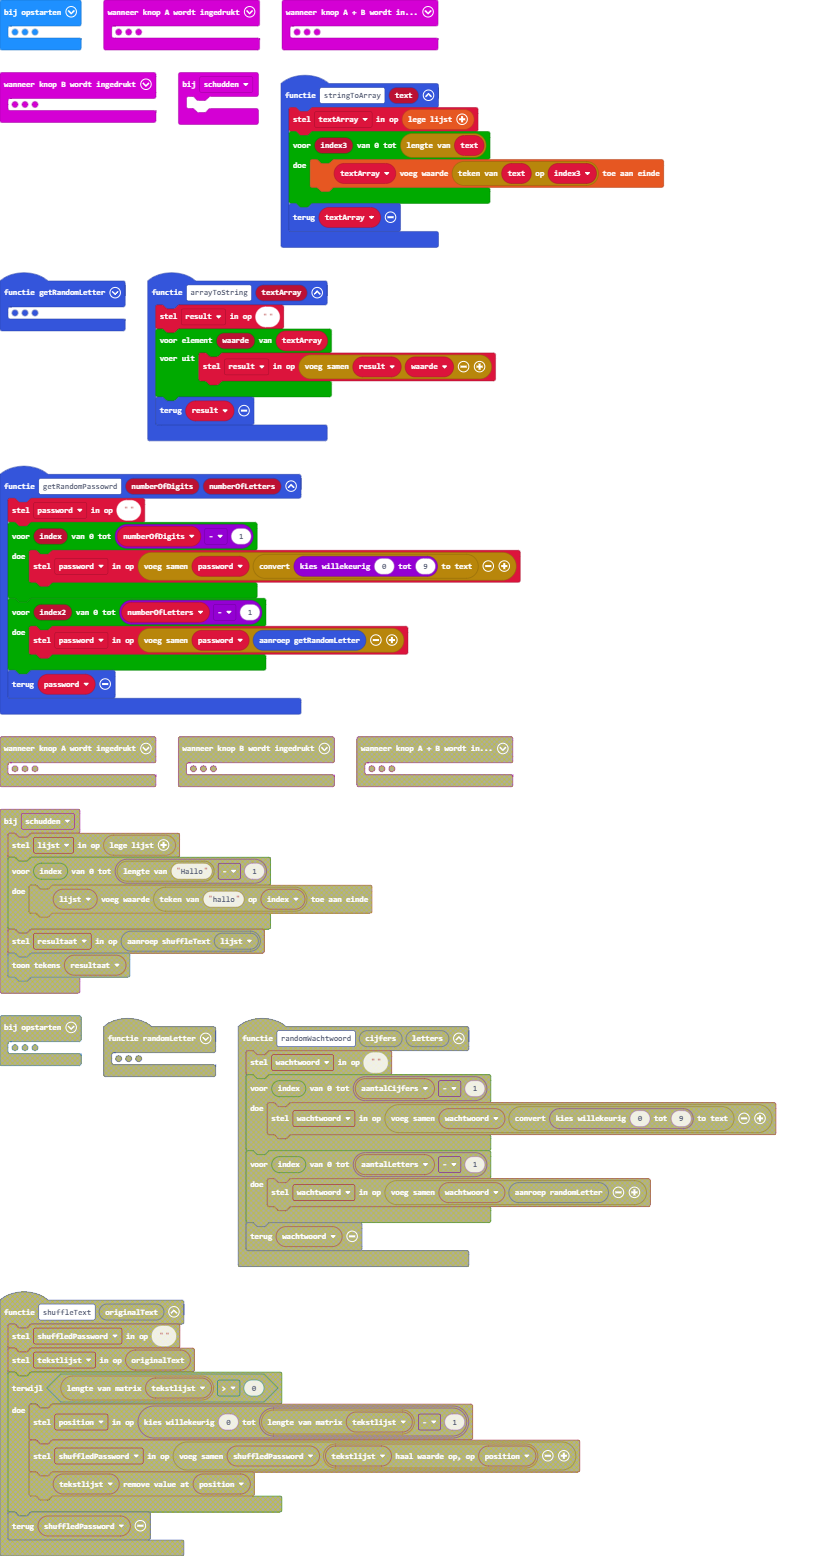 bij opstarten
wanneer knop A wordt ingedrukt
wanneer knop A + B wordt in...
wanneer knop B wordt ingedrukt
bij schudden
functie stringToArray text
stel textArray in op lege lijst
voor index3 van 0 tot lengte van text
doe
textArray voeg waarde teken van text op index3 toe aan einde
terug textArray
functie getRandomLetter
functie arrayToString textArray
stel result in op " "
voor element waarde van textArray
voer uit
stel result in op voeg samen result waarde
terug result
functie getRandomPassowrd numberOfDigits numberOfLetters
stel password in op " "
voor index van 0 tot numberOfDigits - 1
doe
stel password in op voeg samen password convert kies willekeurig 0 tot 9 to text
voor index2 van 0 tot numberOfLetters - 1
doe
stel password in op voeg samen password aanroep getRandomLetter
terug password
wanneer knop A wordt ingedrukt
wanneer knop B wordt ingedrukt
wanneer knop A + B wordt in...
bij schudden
stel lijst in op lege lijst
voor index van 0 tot lengte van "Hallo" - 1
doe
lijst voeg waarde teken van "hallo" op index toe aan einde
stel resultaat in op aanroep shuffleText lijst
toon tekens resultaat
bij opstarten
functie randomLetter
functie randomWachtwoord cijfers letters
stel wachtwoord in op " "
voor index van 0 tot aantalCijfers - 1
doe
stel wachtwoord in op voeg samen wachtwoord convert kies willekeurig 0 tot 9 to text
voor index van 0 tot aantalLetters - 1
doe
stel wachtwoord in op voeg samen wachtwoord aanroep randomLetter
terug wachtwoord
functie shuffleText originalText
stel shuffledPassword in op " "
stel tekstlijst in op originalText
terwijl lengte van matrix tekstlijst > 0
doe
stel position in op kies willekeurig 0 tot lengte van matrix tekstlijst - 1
stel shuffledPassword in op voeg samen shuffledPassword tekstlijst haal waarde op, op position
tekstlijst remove value at position
terug shuffledPassword